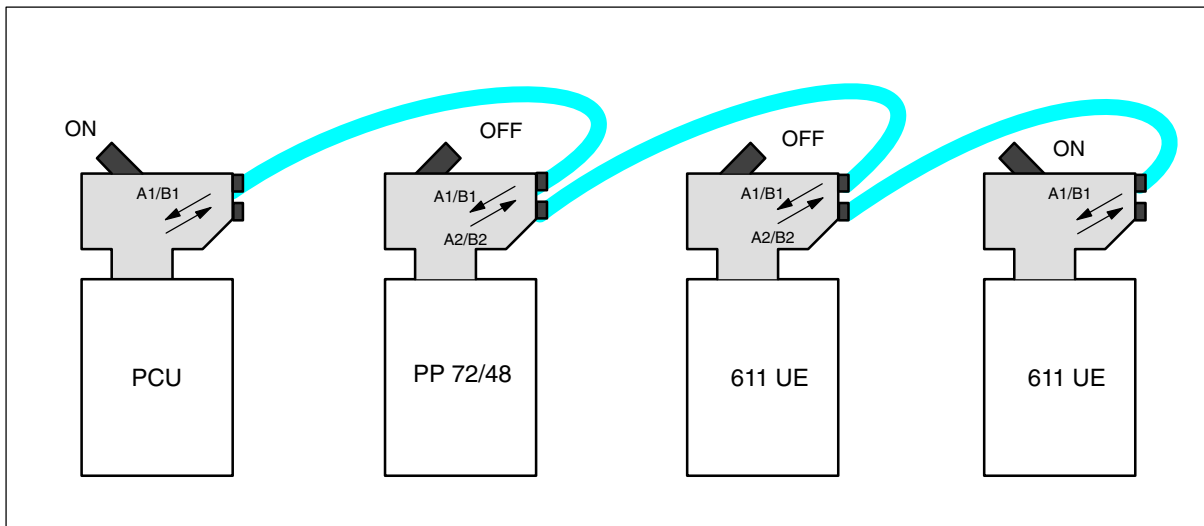 ON
OFF
OFF
ON
A1/B1
A1/B1
A2/B2
A1/B1
A2/B2
A1/B1
PCU
PP 72/48
611 UE
611 UE